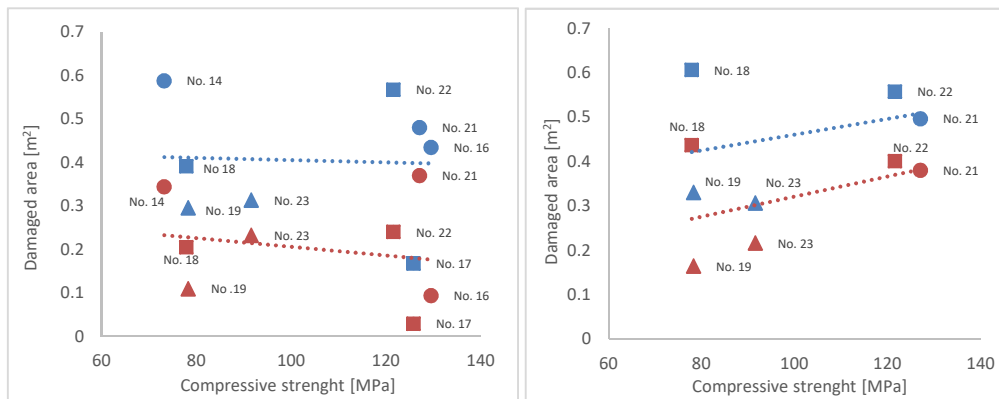 0.7
0.6
0.5
0.4
0.3
0.2
0.1
0
60
80
100
120
140
Damaged area [m²]
Compressive strenght [MPa]
No. 14
No. 22
No. 21
No. 16
No 18
No. 21
No. 14
No. 19
No. 23
No. 23
No. 22
No. 18
No. 17
No .19
No. 16
No. 17
0.7
0.6
0.5
0.4
0.3
0.2
0.1
0
60
80
100
120
140
Damaged area [m²]
Compressive strenght [MPa]
No. 18
No. 22
No. 21
No. 18
No. 22
No. 21
No. 19
No. 23
No. 23
No. 19